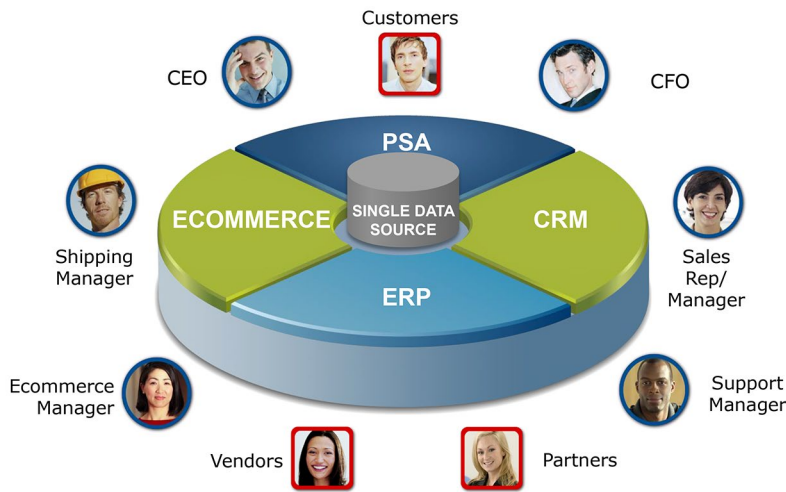 Customers
CEO
CFO
PSA
ECOMMERCE
SINGLE DATA
SOURCE
CRM
ERP
Shipping
Manager
Sales
Rep/
Manager
Ecommerce
Manager
Support
Manager
Vendors
Partners